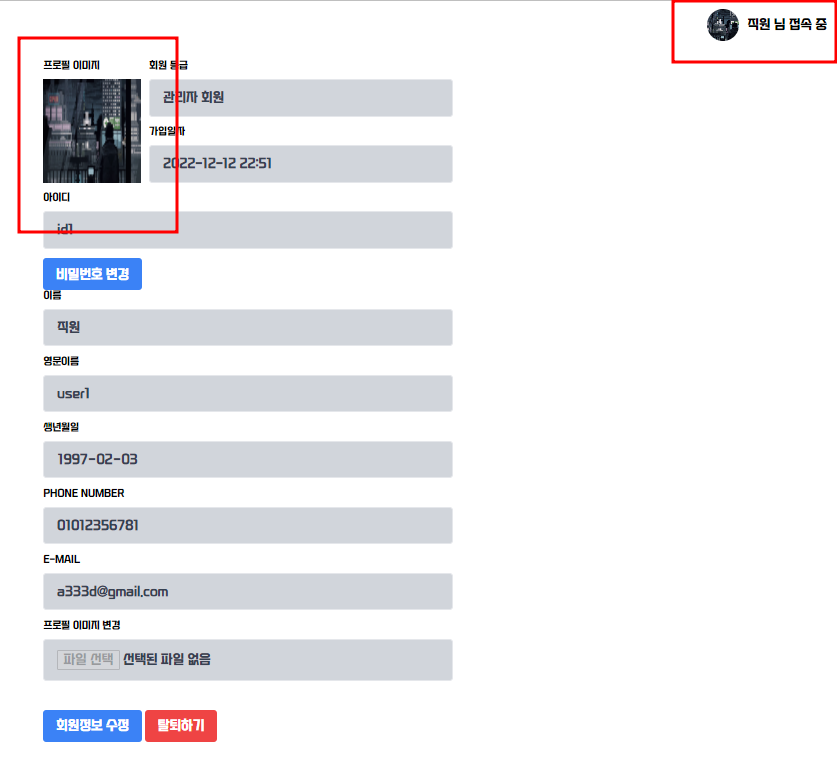 직원 님 접속 중
프로필 이미지
회원 등급
관리자 회원
가입일자
2022-12-12 22:51
아이디
id1
비밀번호 변경
이름
직원
영문이름
user1
생년월일
1997-02-03
PHONE NUMBER
01012356781
E-MAIL
a333d@gmail.com
프로필 이미지 변경
파일 선택 선택된 파일 없음
회원정보 수정 탈퇴하기